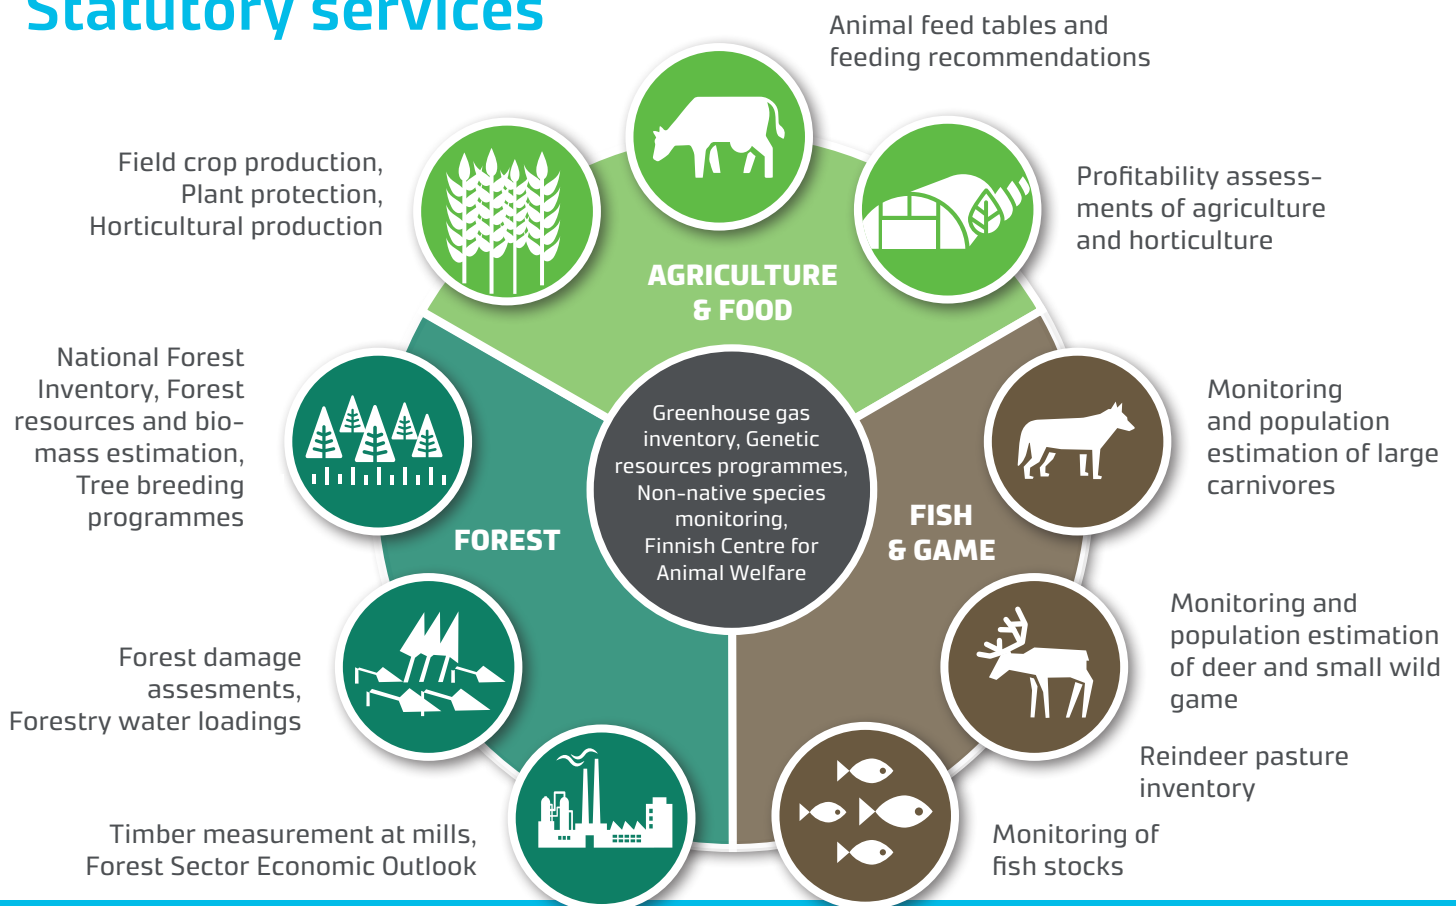 Statutory services
Animal feed tables and
feeding recommendations
Field crop production,
Plant protection,
Horticultural production
Profitability assess-
ments of agriculture
and horticulture
AGRICULTURE
& FOOD
National Forest
Inventory, Forest
resources and bio-
mass estimation,
Tree breeding
programmes
Greenhouse gas
inventory, Genetic
resources programmes,
Non-native species
monitoring,
Finnish Centre for
Animal Welfare
Monitoring
and population
estimation of large
carnivores
FOREST
FISH
& GAME
Forest damage
assesments,
Forestry water loadings
Monitoring and
population estimation
of deer and small wild
game
Reindeer pasture
inventory
Timber measurement at mills,
Forest Sector Economic Outlook
Monitoring of
fish stocks